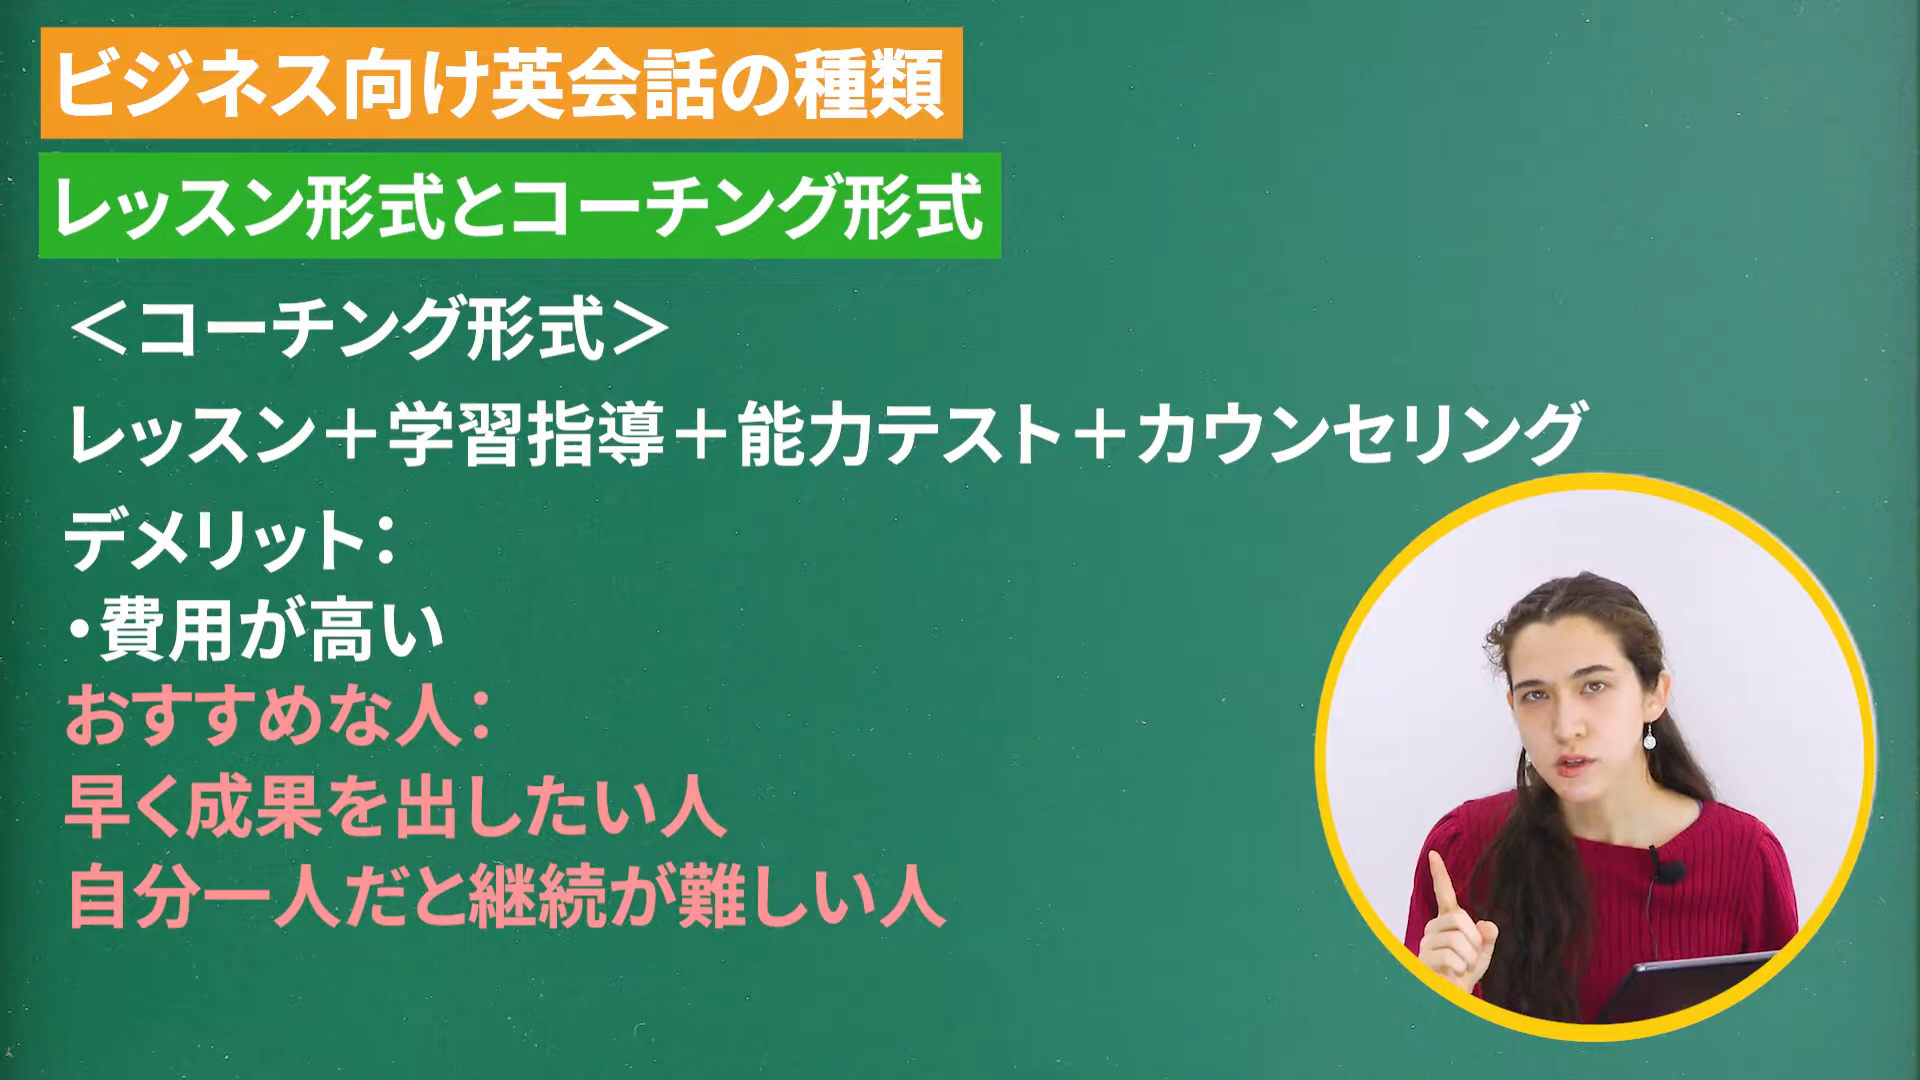 ビジネス向け英会話の種類
レッスン形式とコーチング形式
＜コーチング形式＞
レッスン＋学習指導＋能力テスト＋カウンセリング
デメリット：
・費用が高い
おすすめな人：
早く成果を出したい人
自分一人だと継続が難しい人